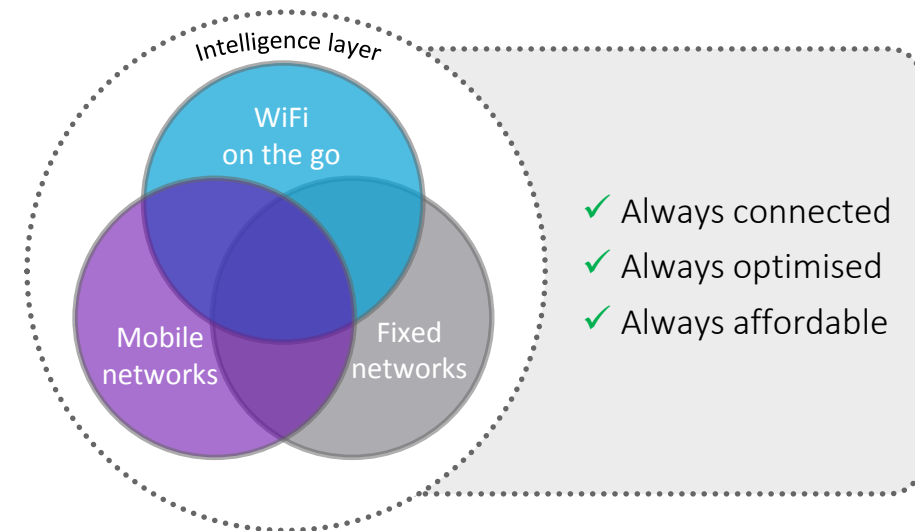 Intelligence layer
WiFi
on the go
Mobile
networks
Fixed
networks
Always connected
Always optimised
Always affordable